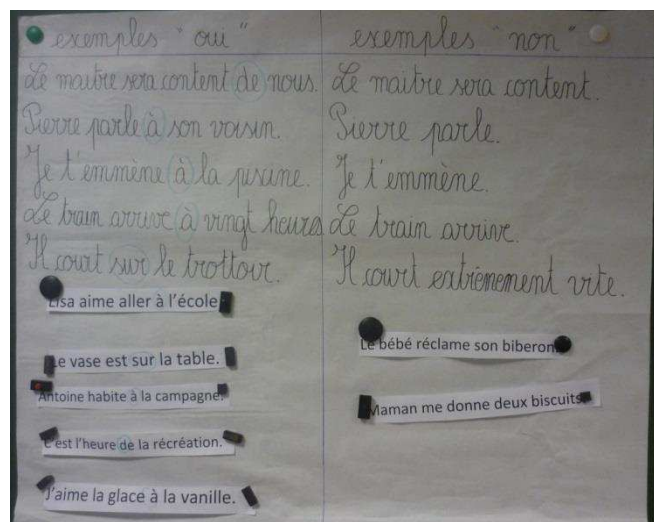 exemples "oui"
Le maître sera content de nous.
Pierre parle à son voisin.
Je t'emmène à la piscine.
Le train arrive à vingt heures
Il court sur le trottoir.
Lisa aime aller à l'école
Le vase est sur la table.
Antoine habite à la campagne.
C'est l'heure de la récréation.
J'aime la glace à la vanille.
exemples "non"
Le maitre sera content.
Pierre parle.
Je t'emmène.
Le train arrive.
Il court extrêmement vite.
Le bébé réclame son biberon.
Maman me donne deux biscuits